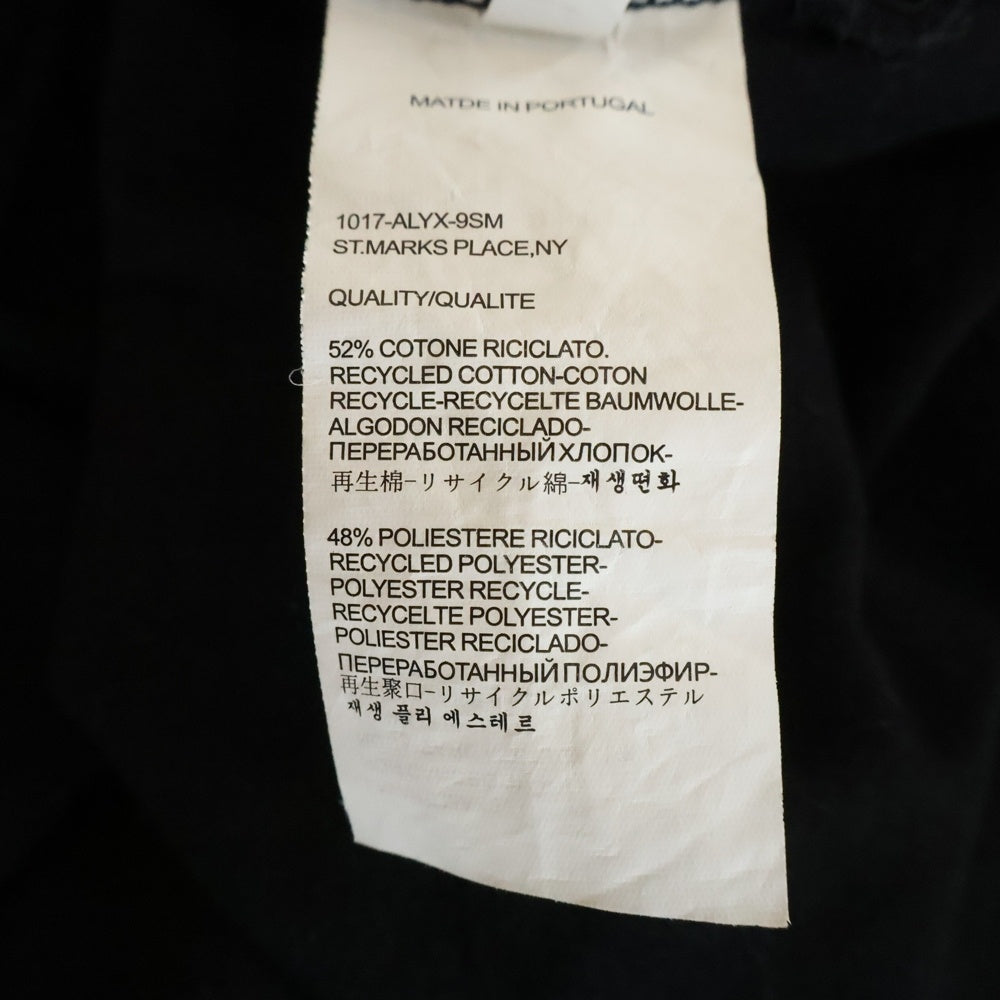 MATDE IN PORTUGAL
1017-ALYX-9SM
ST.MARKS PLACE,NY
QUALITY/QUALITE
52% COTONE RICICLATO.
RECYCLED COTTON-COTON
RECYCLE-RECYCELTE BAUMWOLLE-
ALGODON RECICLADO-
ПЕРЕРАБОТАННЫЙ ХЛОПОК-
再生棉-リサイクル綿-재생면화
48% POLIESTERE RICICLATO-
RECYCLED POLYESTER-
POLYESTER RECYCLE-
RECYCELTE POLYESTER-
POLIESTER RECICLADO-
ПЕРЕРАБОТАННЫЙ ПОЛИЭФИР-
再生聚口-リサイクルポリエステル
재생 플리 에스테르